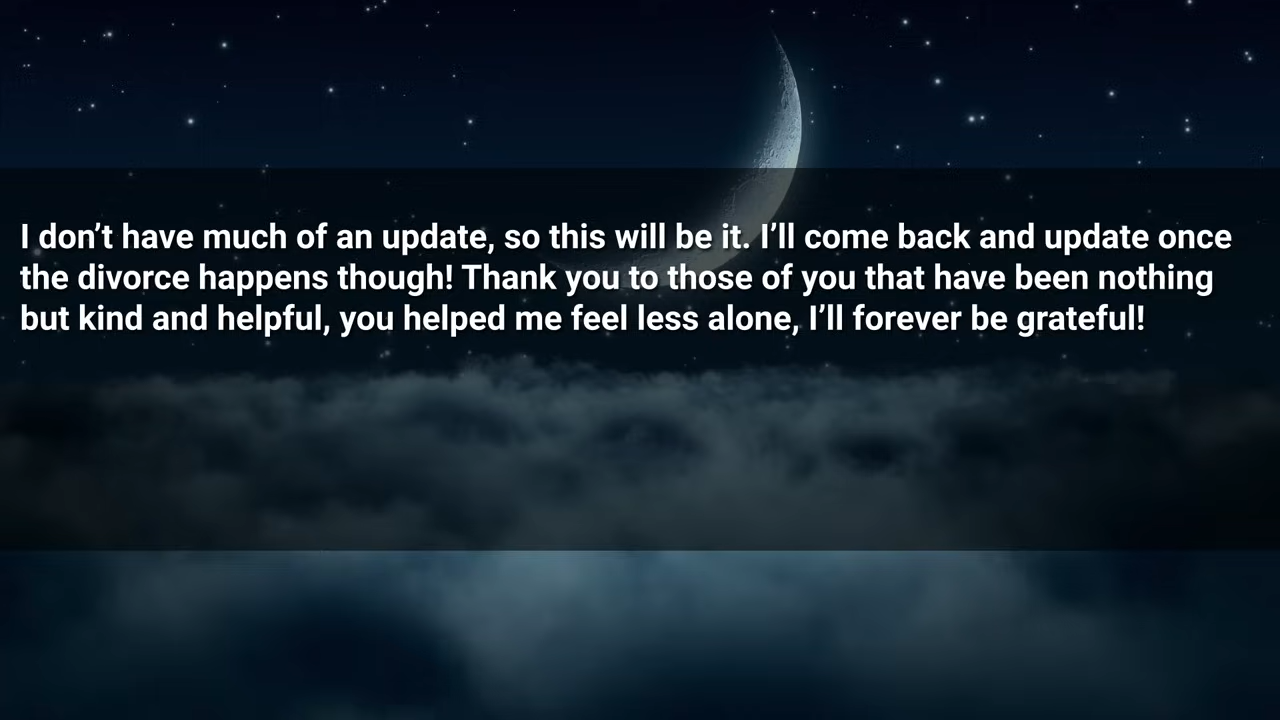 I don’t have much of an update, so this will be it. I’ll come back and update once
the divorce happens though! Thank you to those of you that have been nothing
but kind and helpful, you helped me feel less alone, I’ll forever be grateful!